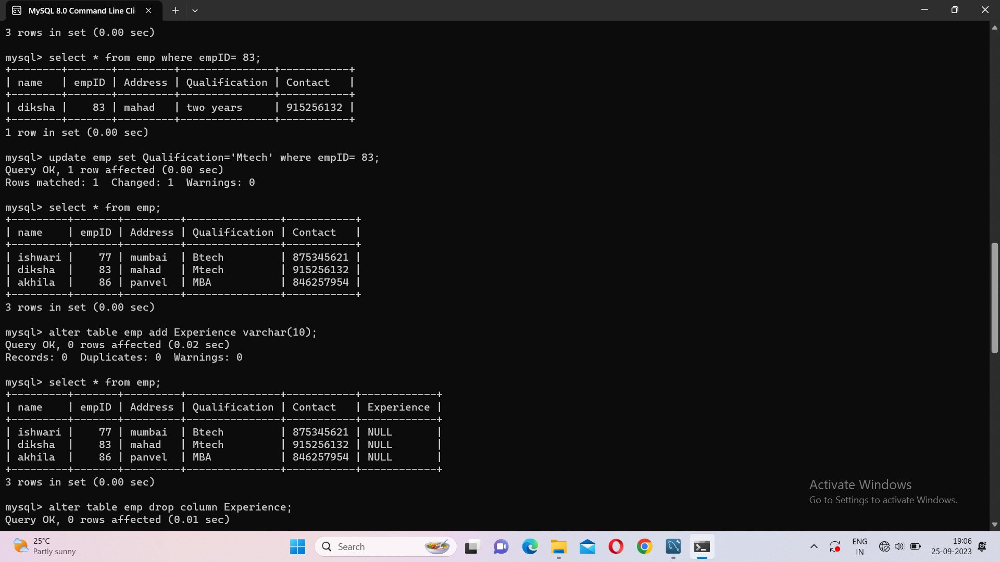 MySQL 8.0 Command Line Cli
3 rows in set (0.00 sec)
mysql> select * from emp where empID= 83;
+--------+-------+---------+---------------+-----------+
| name   | empID | Address | Qualification | Contact   |
+--------+-------+---------+---------------+-----------+
| diksha |    83 | mahad   | two years     | 915256132 |
+--------+-------+---------+---------------+-----------+
1 row in set (0.00 sec)
mysql> update emp set Qualification='Mtech' where empID= 83;
Query OK, 1 row affected (0.00 sec)
Rows matched: 1  Changed: 1  Warnings: 0
mysql> select * from emp;
+---------+-------+---------+---------------+-----------+
| name    | empID | Address | Qualification | Contact   |
+---------+-------+---------+---------------+-----------+
| ishwari |    77 | mumbai  | Btech         | 875345621 |
| diksha  |    83 | mahad   | Mtech         | 915256132 |
| akhila  |    86 | panvel  | MBA           | 846257954 |
+---------+-------+---------+---------------+-----------+
3 rows in set (0.00 sec)
mysql> alter table emp add Experience varchar(10);
Query OK, 0 rows affected (0.02 sec)
Records: 0  Duplicates: 0  Warnings: 0
mysql> select * from emp;
+---------+-------+---------+---------------+-----------+------------+
| name    | empID | Address | Qualification | Contact   | Experience |
+---------+-------+---------+---------------+-----------+------------+
| ishwari |    77 | mumbai  | Btech         | 875345621 | NULL       |
| diksha  |    83 | mahad   | Mtech         | 915256132 | NULL       |
| akhila  |    86 | panvel  | MBA           | 846257954 | NULL       |
+---------+-------+---------+---------------+-----------+------------+
3 rows in set (0.00 sec)
mysql> alter table emp drop column Experience;
Query OK, 0 rows affected (0.01 sec)
Activate Windows
Go to Settings to activate Windows.
25°C
Partly sunny
Search
ENG
IN
19:06
25-09-2023